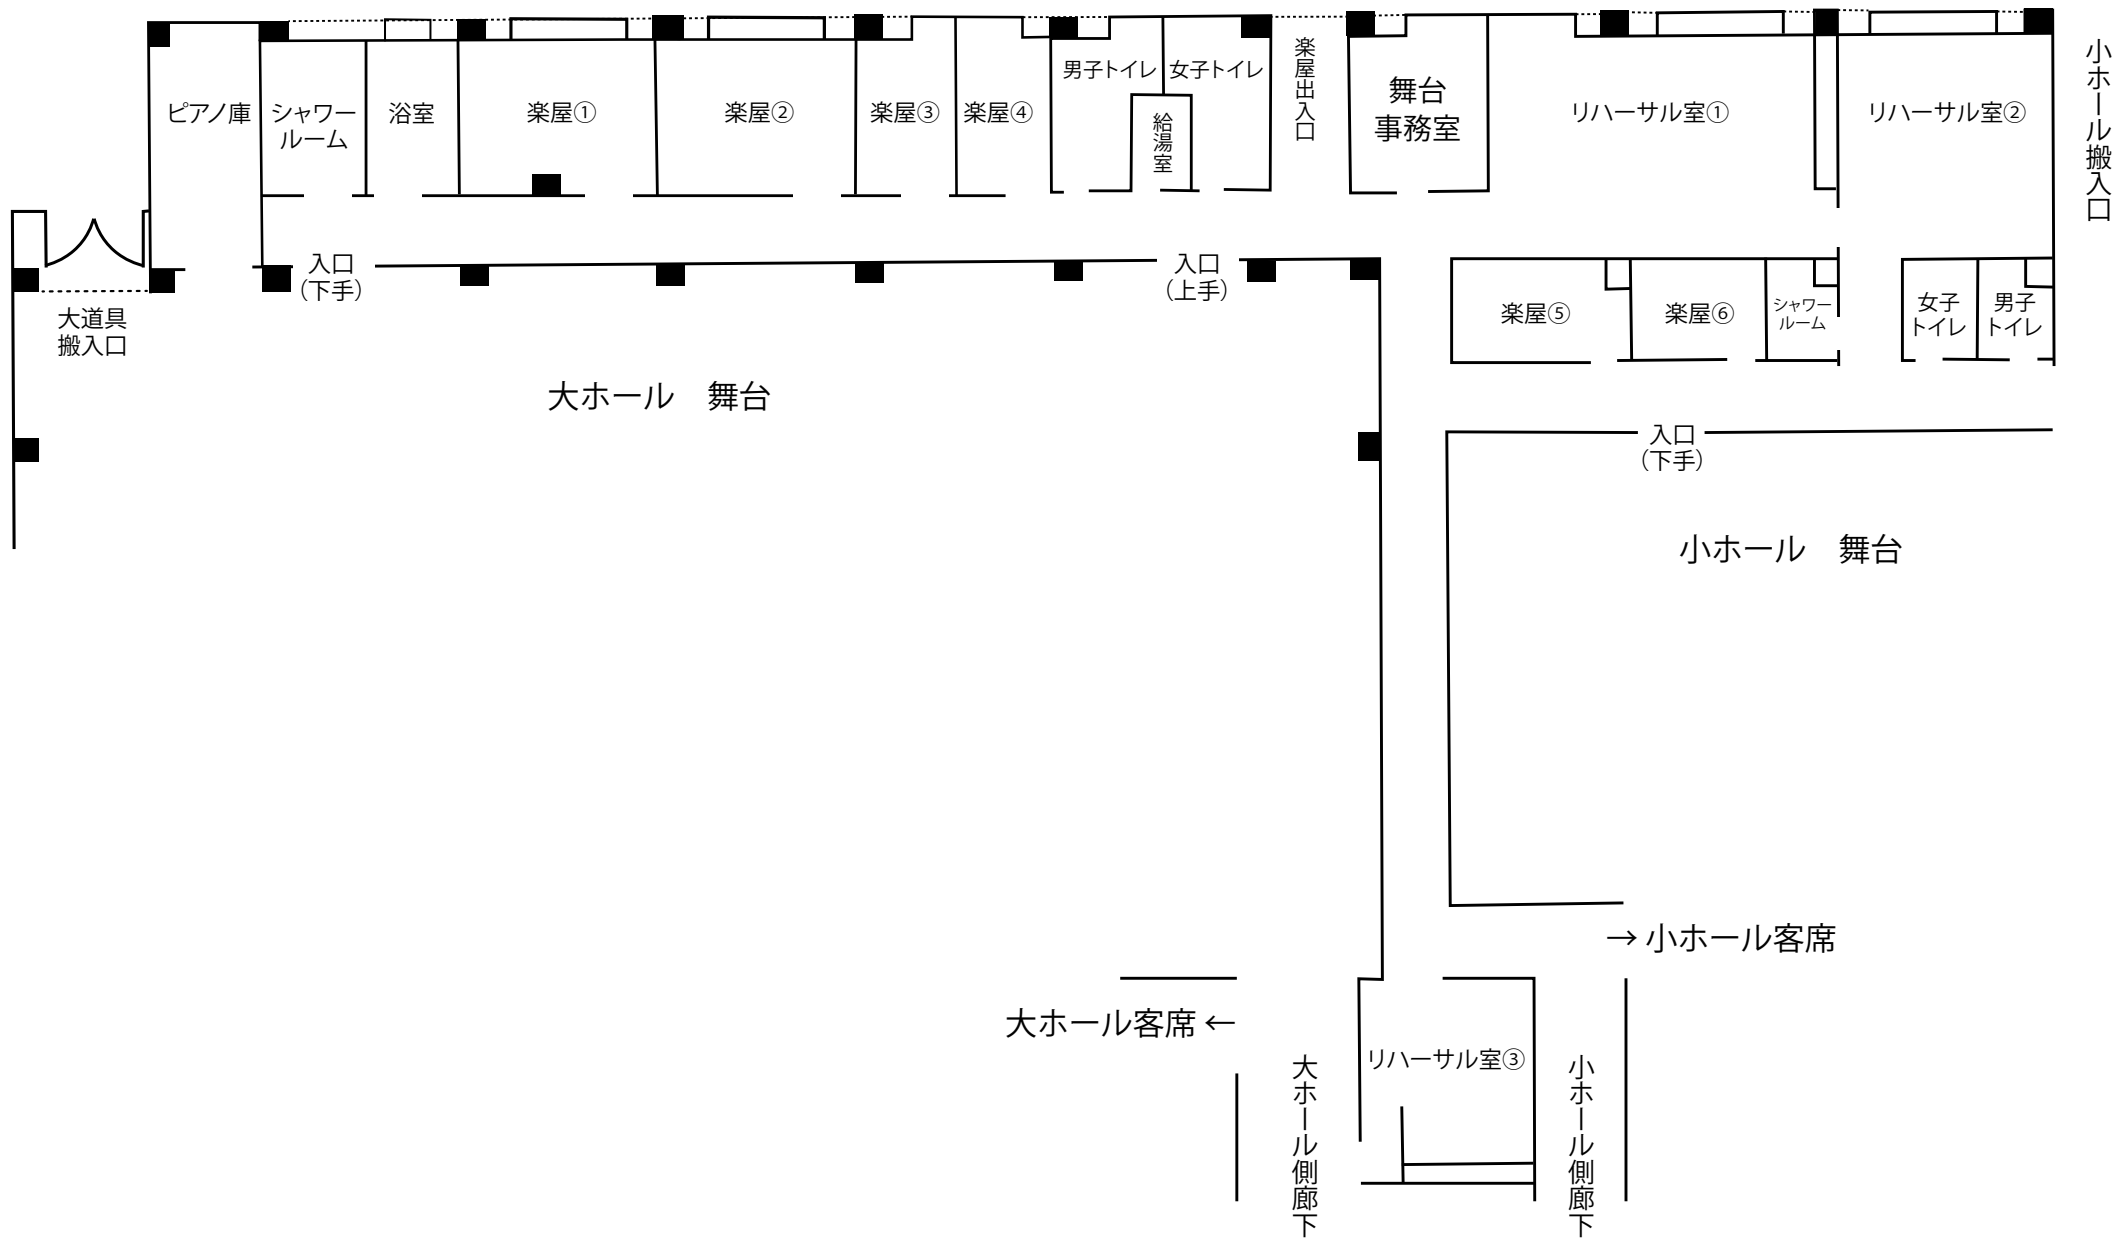 ピアノ庫
シャワー
ルーム
浴室
楽屋①
楽屋②
楽屋③
楽屋④
男子トイレ
女子トイレ
給湯室
楽屋出入口
舞台
事務室
リハーサル室①
リハーサル室②
小ホール搬入口
入口
（下手）
入口
（上手）
大道具
搬入口
楽屋⑤
楽屋⑥
シャワー
ルーム
女子
トイレ
男子
トイレ
大ホール　舞台
入口
（下手）
小ホール　舞台
→ 小ホール客席
大ホール客席 ←
リハーサル室③
大ホール側廊下
小ホール側廊下